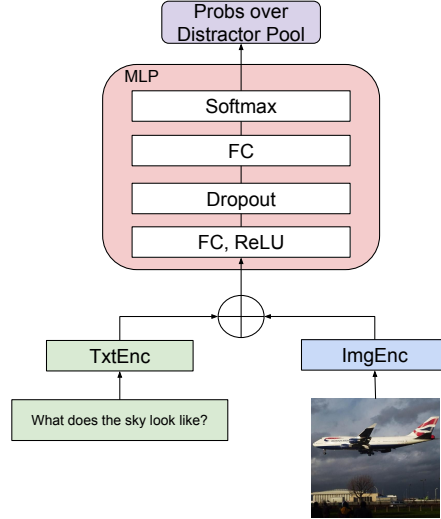 Probs over
Distractor Pool
MLP
Softmax
FC
Dropout
FC, ReLU
TxtEnc
ImgEnc
What does the sky look like?